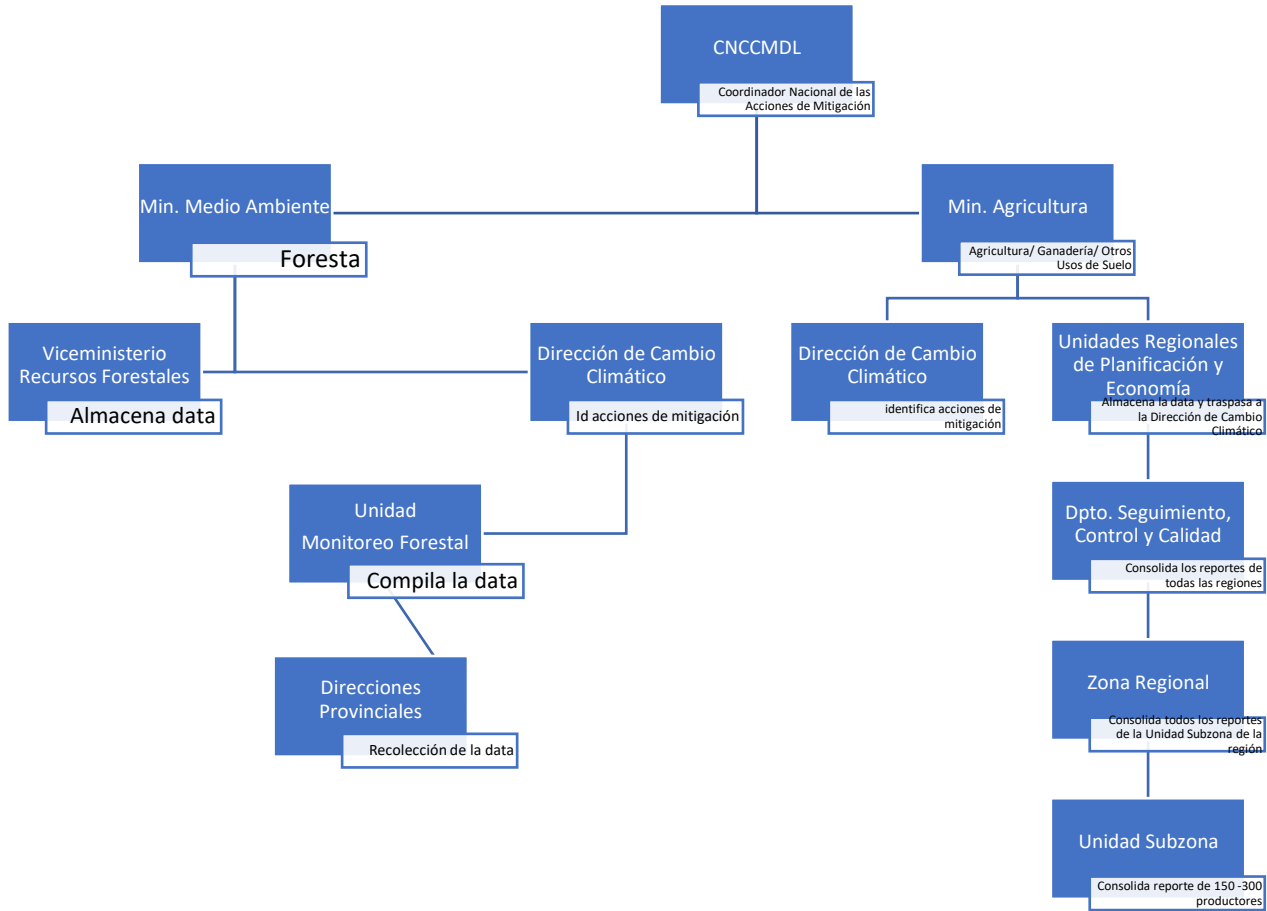 CNCCMDL
Coordinador Nacional de las
Acciones de Mitigación
Min. Medio Ambiente
Foresta
Min. Agricultura
Agricultura/ Ganadería/ Otros
Usos de Suelo
Viceministerio
Recursos Forestales
Almacena data
Dirección de Cambio
Climático
Id acciones de mitigación
Dirección de Cambio
Climático
identifica acciones de
mitigación
Unidades Regionales
de Planificación y
Economía
Almacena la data y traspasa a
la Dirección de Cambio
Climático
Unidad
Monitoreo Forestal
Compila la data
Dpto. Seguimiento,
Control y Calidad
Consolida los reportes de
todas las regiones
Direcciones
Provinciales
Recolección de la data
Zona Regional
Consolida todos los reportes
de la Unidad Subzona de la
región
Unidad Subzona
Consolida reporte de 150 -300
productores